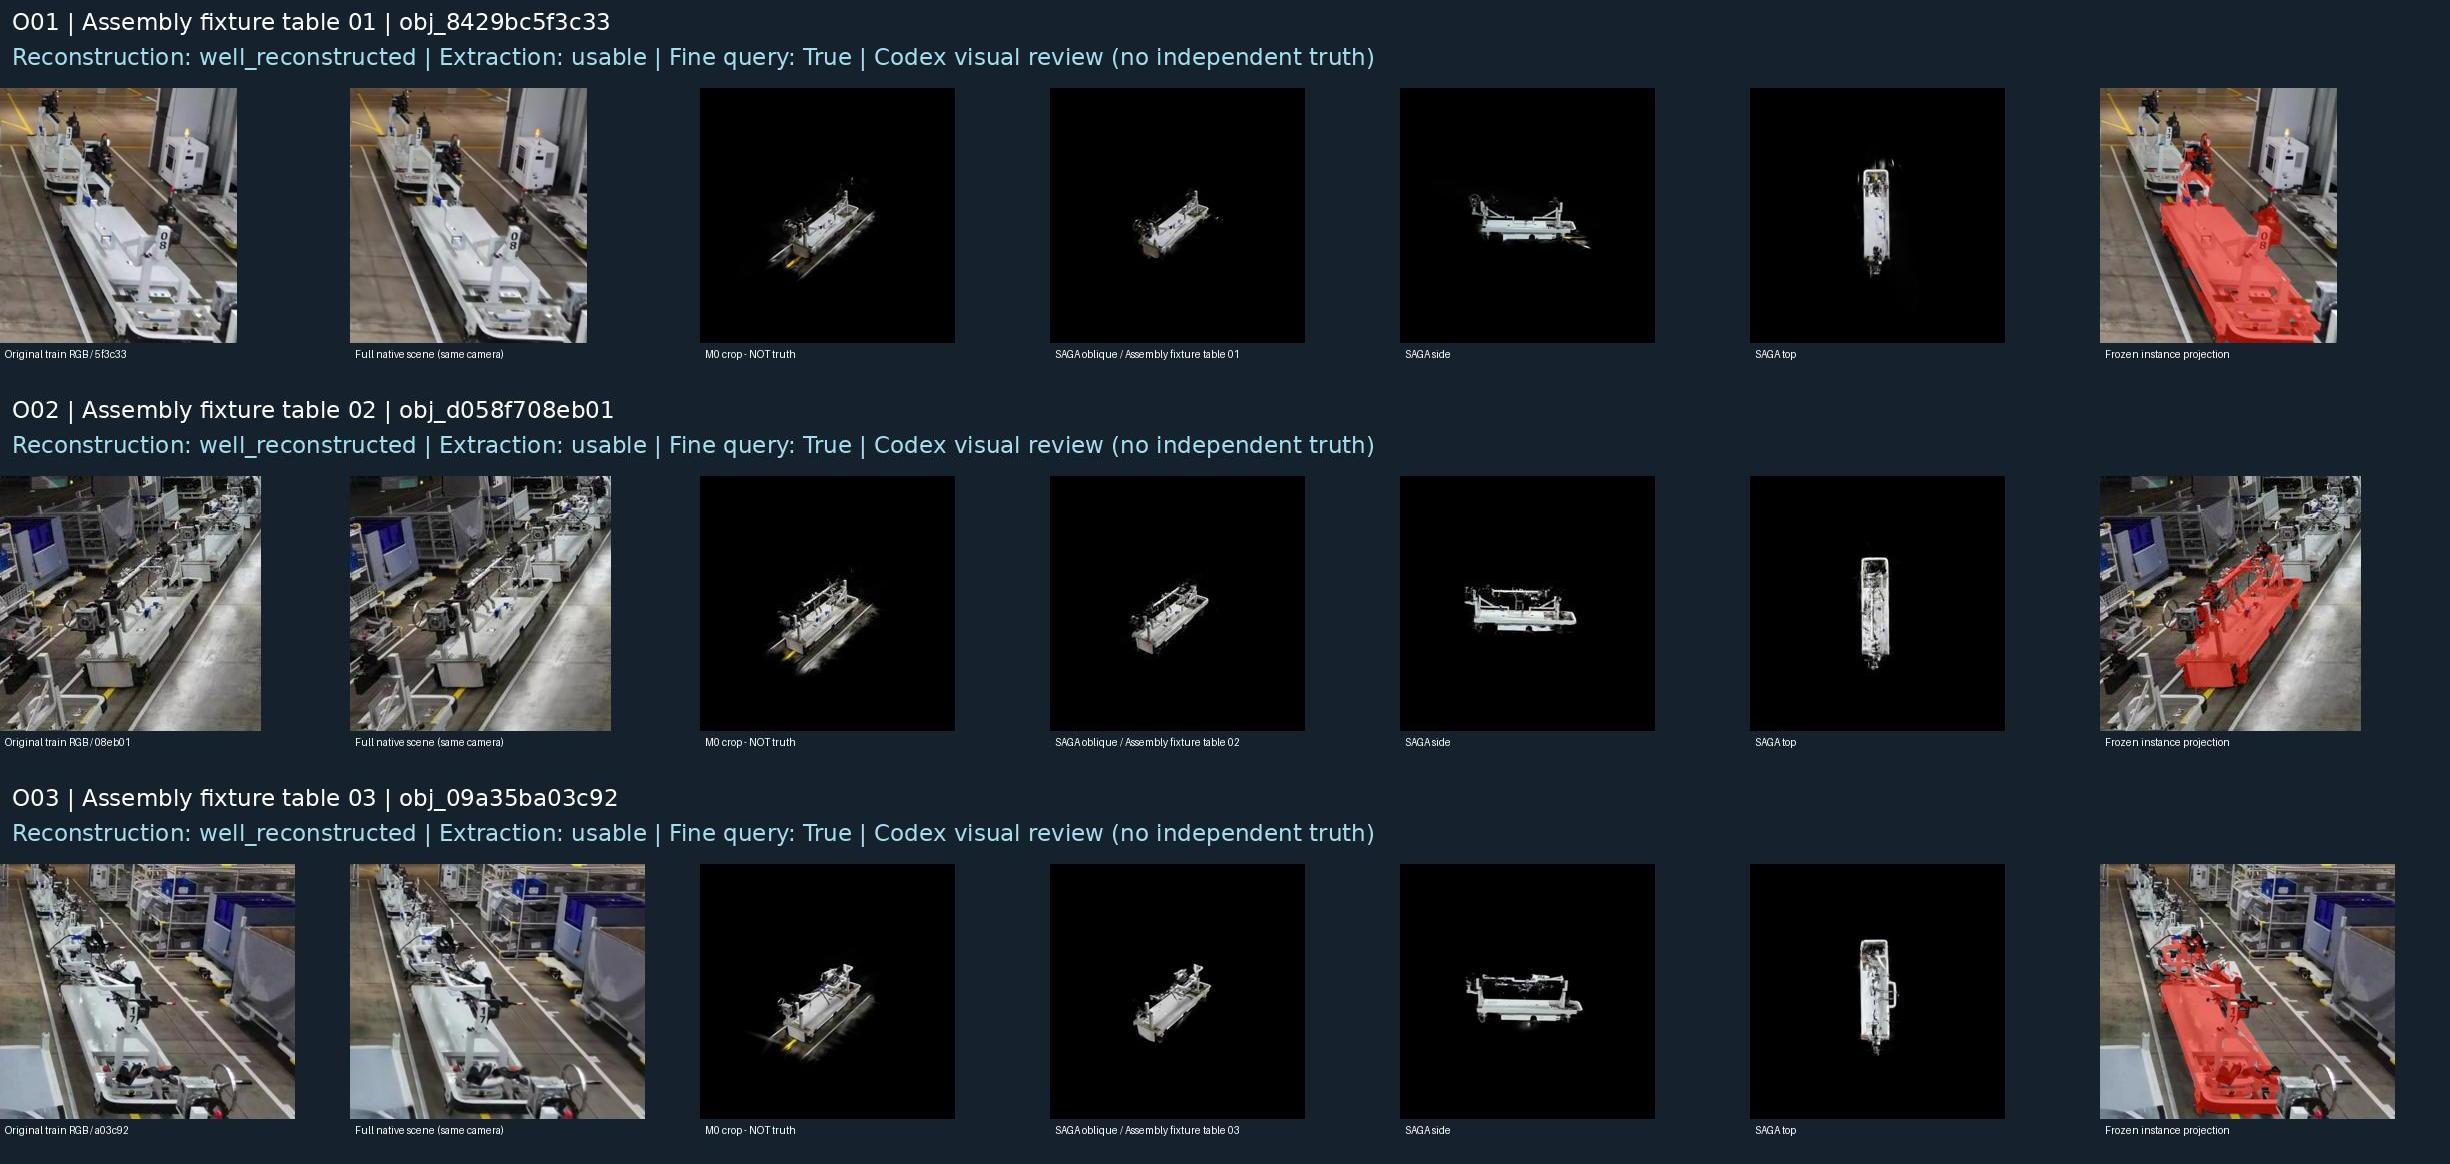 O01 | Assembly fixture table 01 | obj_8429bc5f3c33
Reconstruction: well_reconstructed | Extraction: usable | Fine query: True | Codex visual review (no independent truth)
08
08
08
Original train RGB / 5f3c33
Full native scene (same camera)
M0 crop - NOT truth
SAGA oblique / Assembly fixture table 01
SAGA side
SAGA top
Frozen instance projection
O02 | Assembly fixture table 02 | obj_d058f708eb01
Reconstruction: well_reconstructed | Extraction: usable | Fine query: True | Codex visual review (no independent truth)
Original train RGB / 08eb01
Full native scene (same camera)
M0 crop - NOT truth
SAGA oblique / Assembly fixture table 02
SAGA side
SAGA top
Frozen instance projection
O03 | Assembly fixture table 03 | obj_09a35ba03c92
Reconstruction: well_reconstructed | Extraction: usable | Fine query: True | Codex visual review (no independent truth)
17
17
17
Original train RGB / a03c92
Full native scene (same camera)
M0 crop - NOT truth
SAGA oblique / Assembly fixture table 03
SAGA side
SAGA top
Frozen instance projection